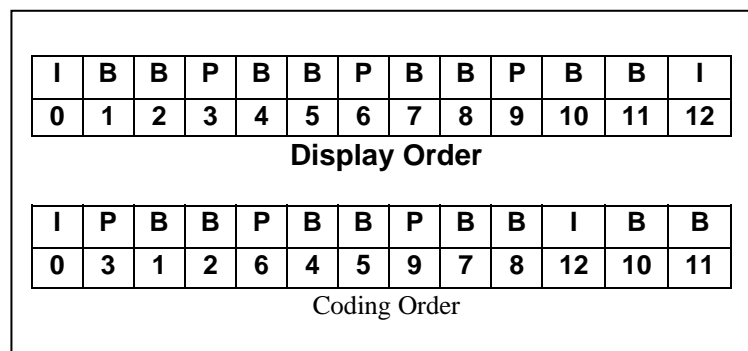 I B B P B B P B B P B B I
0 1 2 3 4 5 6 7 8 9 10 11 12
Display Order
I P B B P B B P B B I B B
0 3 1 2 6 4 5 9 7 8 12 10 11
Coding Order